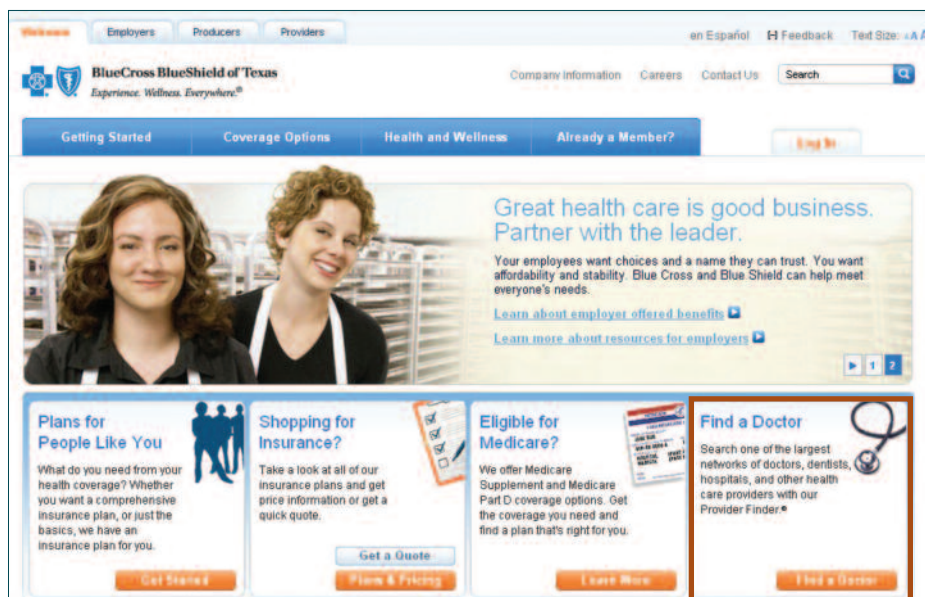 Welcome
Employers
Producers
Providers
en Español
Feedback
Text Size: A A
BlueCross BlueShield of Texas
Experience. Wellness. Everywhere.®
Company Information
Careers
Contact Us
Search
Getting Started
Coverage Options
Health and Wellness
Already a Member?
Log In
Great health care is good business.
Partner with the leader.
Your employees want choices and a name they can trust. You want
affordability and stability. Blue Cross and Blue Shield can help meet
everyone's needs.
Learn about employer offered benefits
Learn more about resources for employers
1
2
Plans for
People Like You
What do you need from your
health coverage? Whether
you want a comprehensive
insurance plan, or just the
basics, we have an
insurance plan for you.
Get Started
Shopping for
Insurance?
Take a look at all of our
insurance plans and get
price information or get a
quick quote.
Get a Quote
Plans & Pricing
Eligible for
Medicare?
We offer Medicare
Supplement and Medicare
Part D coverage options. Get
the coverage you need and
find a plan that's right for you.
Learn More
Find a Doctor
Search one of the largest
networks of doctors, dentists,
hospitals, and other health
care providers with our
Provider Finder.®
Find a Doctor